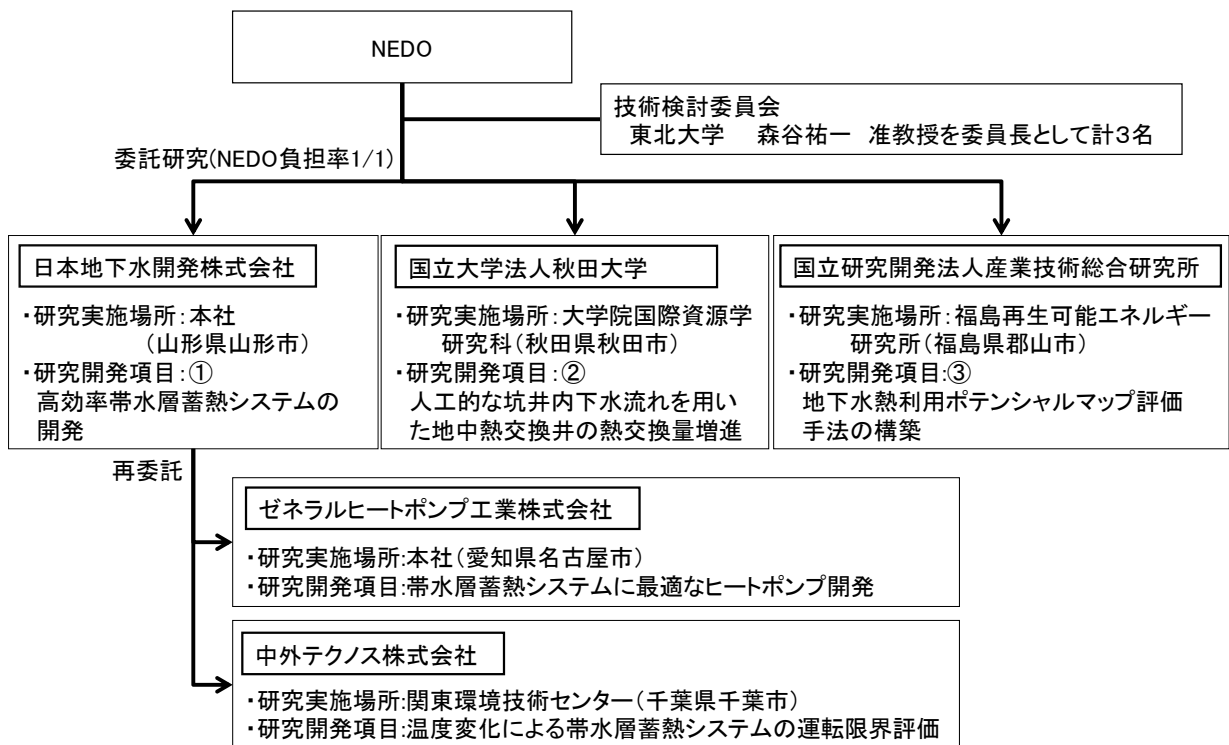 NEDO
技術検討委員会
東北大学 森谷祐一 准教授を委員長として計3名
委託研究(NEDO負担率1/1)
日本地下水開発株式会社
・研究実施場所：本社
（山形県山形市）
・研究開発項目：①
高効率帯水層蓄熱システムの
開発
国立大学法人秋田大学
・研究実施場所：大学院国際資源学
研究科（秋田県秋田市）
・研究開発項目：②
人工的な坑井内下水流れを用い
た地中熱交換井の熱交換量増進
国立研究開発法人産業技術総合研究所
・研究実施場所：福島再生可能エネルギー
研究所（福島県郡山市）
・研究開発項目:③
地下水熱利用ポテンシャルマップ評価
手法の構築
再委託
ゼネラルヒートポンプ工業株式会社
・研究実施場所:本社（愛知県名古屋市）
・研究開発項目:帯水層蓄熱システムに最適なヒートポンプ開発
中外テクノス株式会社
・研究実施場所:関東環境技術センター（千葉県千葉市）
・研究開発項目:温度変化による帯水層蓄熱システムの運転限界評価